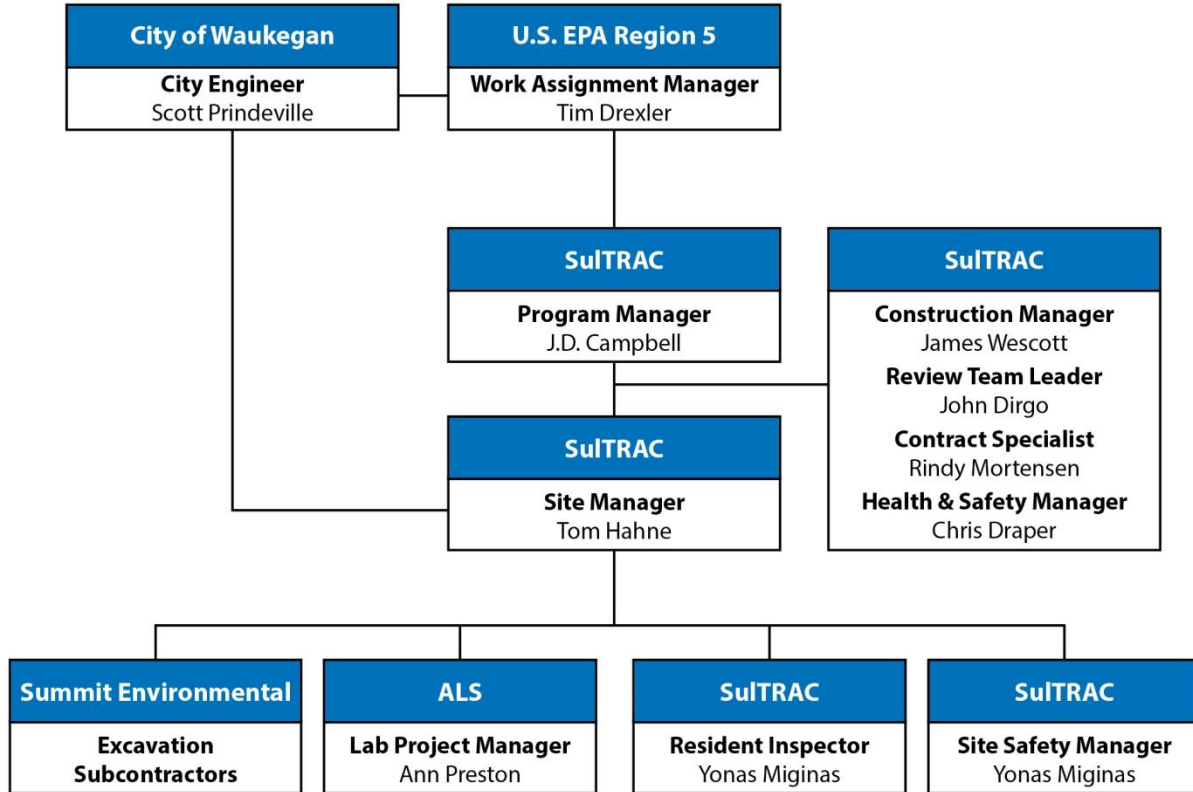 City of Waukegan
City Engineer
Scott Prindeville
U.S. EPA Region 5
Work Assignment Manager
Tim Drexler
SulTRAC
Program Manager
J.D. Campbell
SulTRAC
Construction Manager
James Wescott
Review Team Leader
John Dirgo
Contract Specialist
Rindy Mortensen
Health & Safety Manager
Chris Draper
SulTRAC
Site Manager
Tom Hahne
Summit Environmental
Excavation
Subcontractors
ALS
Lab Project Manager
Ann Preston
SulTRAC
Resident Inspector
Yonas Miginas
SulTRAC
Site Safety Manager
Yonas Miginas